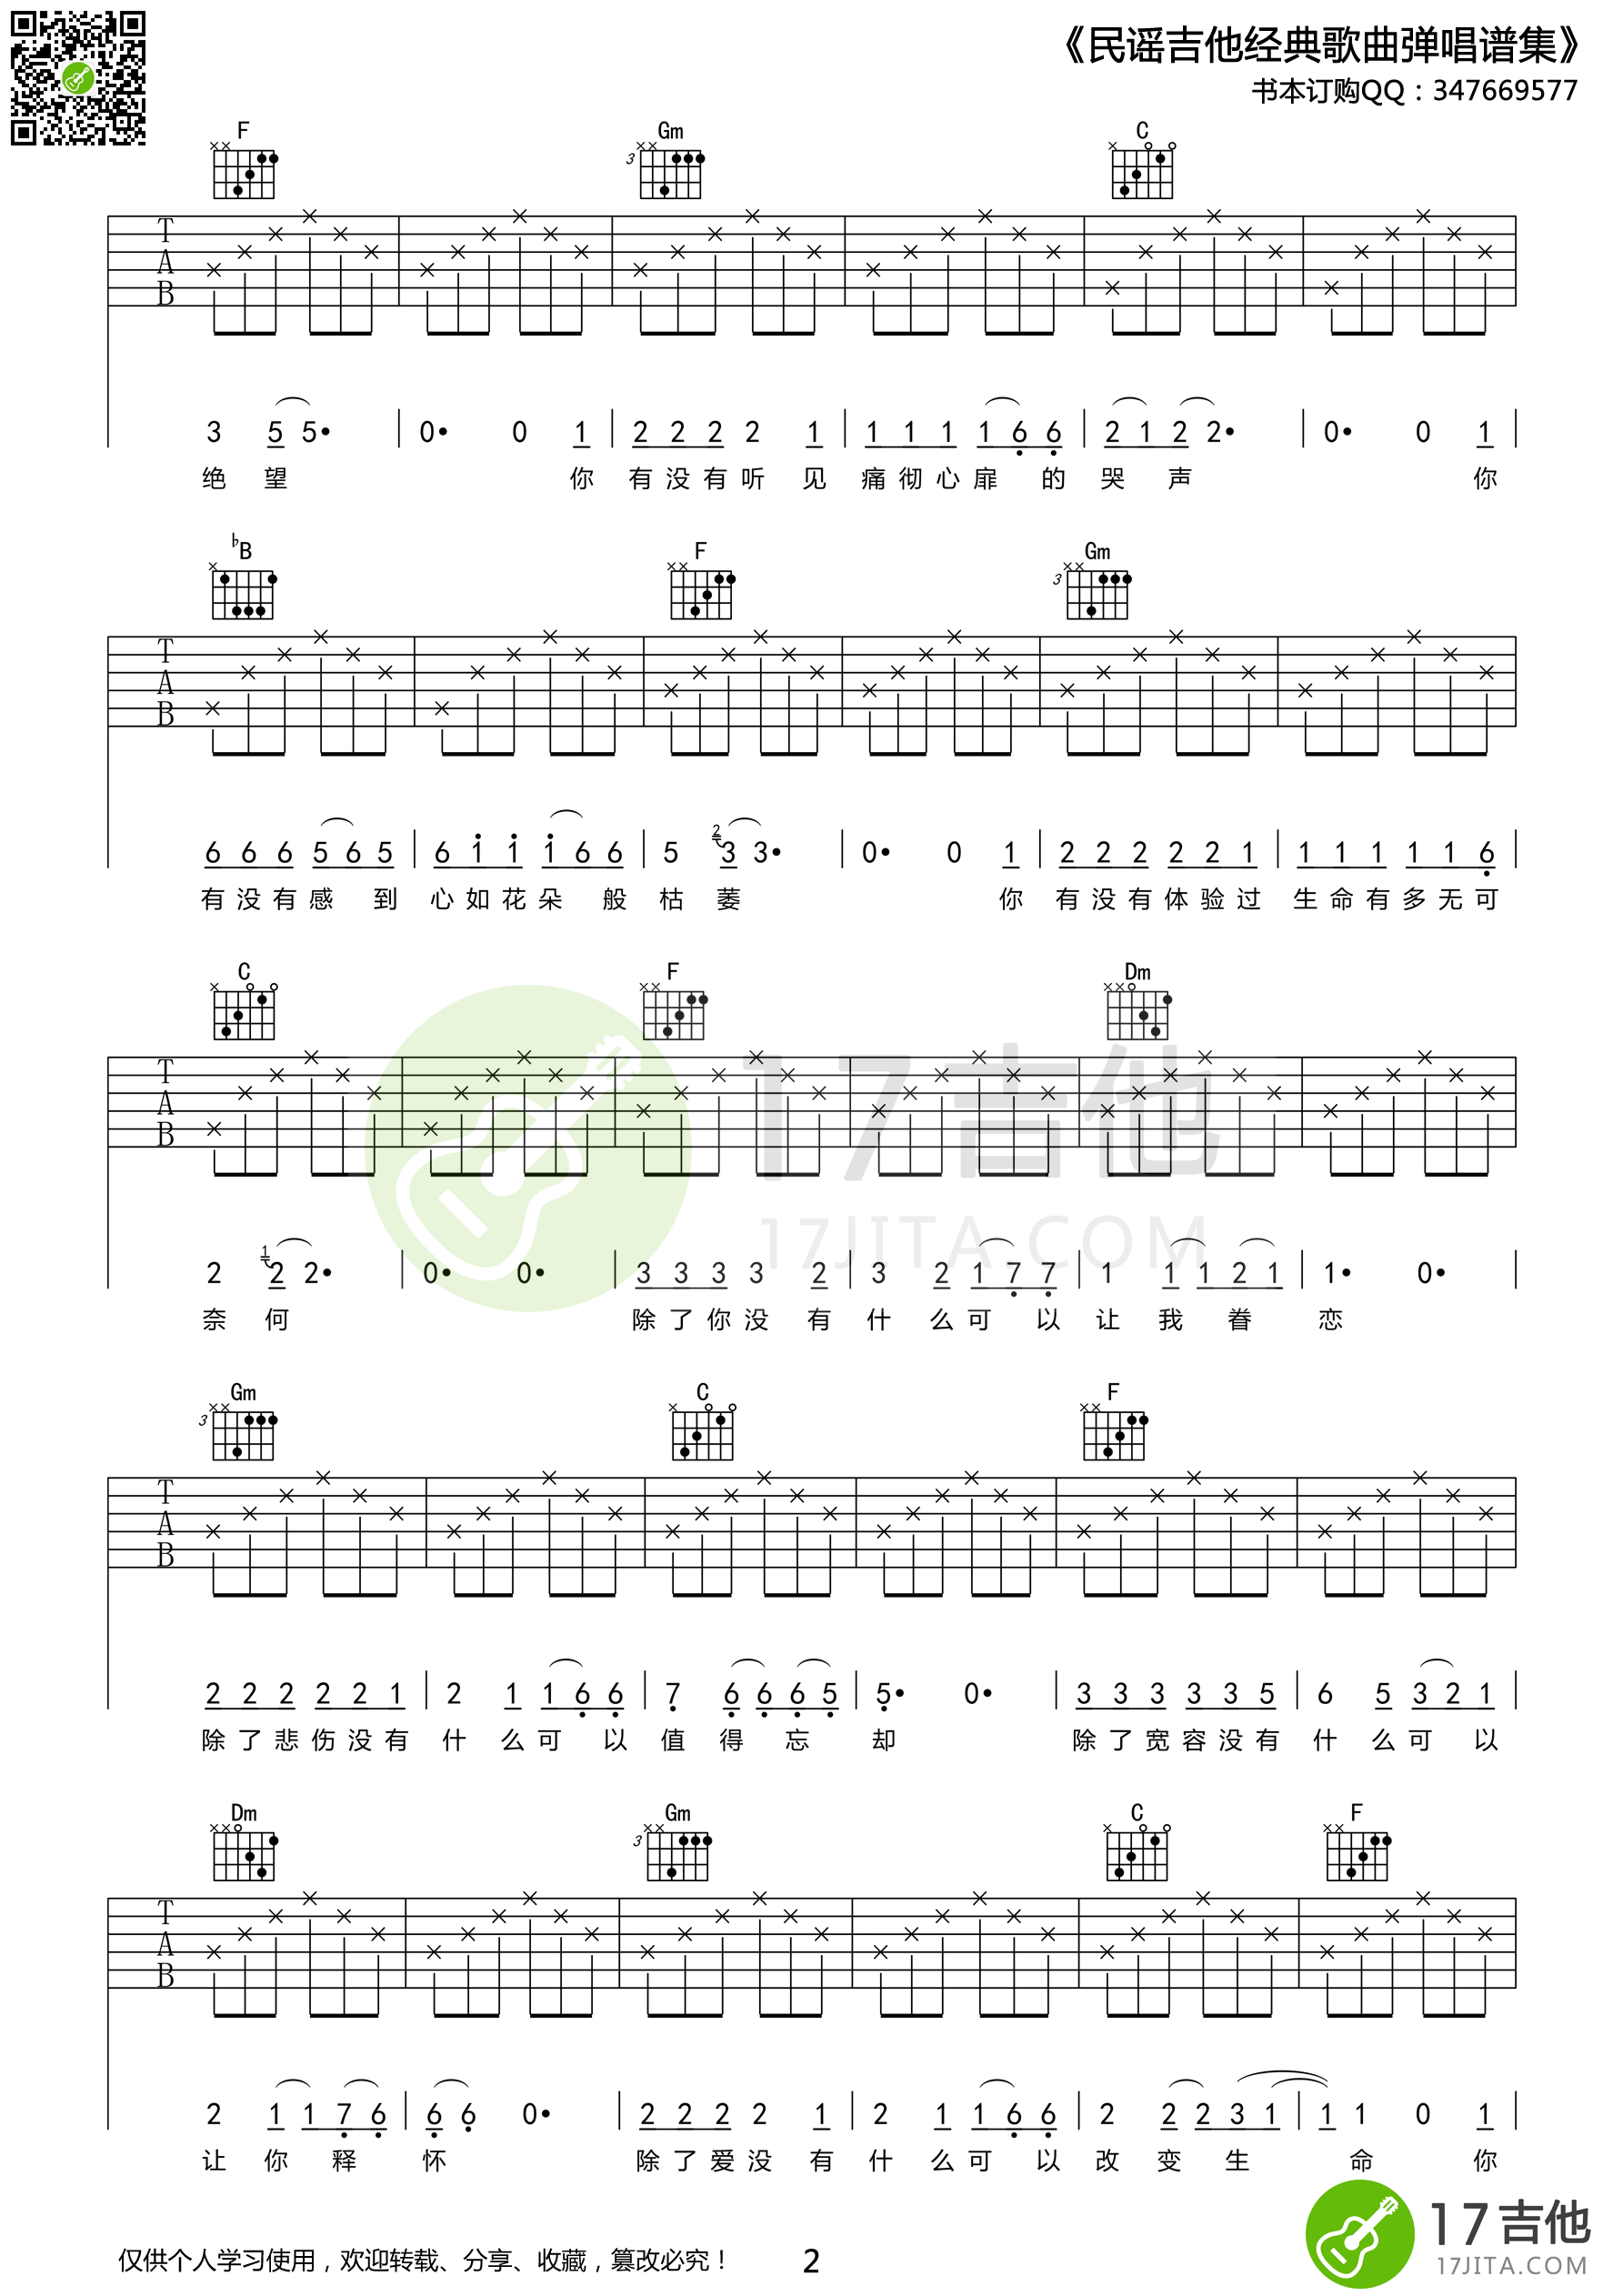 《民谣吉他经典歌曲弹唱谱集》
书本订购QQ：347669577
F Gm C
3 3
T
A
B
3 5 5• 0• 0 1 2 2 2 2 1 1 1 1 1 6 6 2 1 2 2• 0• 0 1
绝 望 你 有 没 有 听 见 痛 彻 心 扉 的 哭 声 你
♭B F Gm
3
T
A
B
6 6 6 5 6 5 6 1 1 1 6 6 5 2 3 3• 0• 0 1 2 2 2 2 2 1 1 1 1 1 1 6
有 没 有 感 到 心 如 花 朵 般 枯 萎 你 有 没 有 体 验 过 生 命 有 多 无 可
C F Dm
T
A
B
17吉他
17JITA.COM
2 1 2 2• 0• 0• 3 3 3 3 2 3 2 1 7 7 1 1 1 2 1 1• 0•
奈 何 除 了 你 没 有 什 么 可 以 让 我 眷 恋
Gm C F
3
T
A
B
2 2 2 2 2 1 2 1 1 6 6 7 6 6 6 5 5• 0• 3 3 3 3 3 5 6 5 3 2 1
除 了 悲 伤 没 有 什 么 可 以 值 得 忘 却 除 了 宽 容 没 有 什 么 可 以
Dm Gm C F
3
T
A
B
2 1 1 7 6 6 6 0• 2 2 2 2 1 2 1 1 6 6 2 2 2 3 1 1 1 0 1
让 你 释 怀 除 了 爱 没 有 什 么 可 以 改 变 生 命 你
仅供个人学习使用，欢迎转载、分享、收藏，篡改必究！ 2
17吉他
17JITA.COM